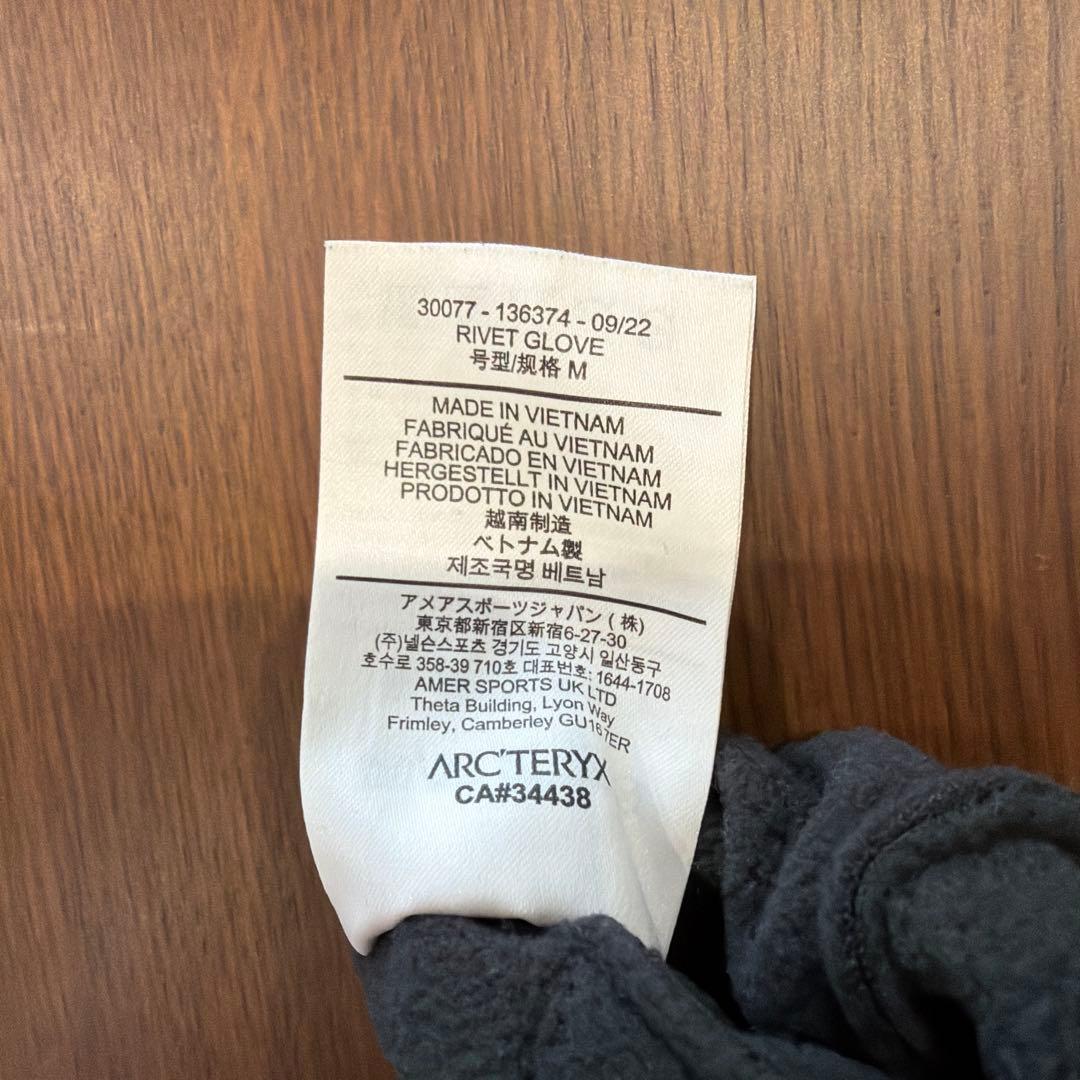 30077 - 136374 - 09/22
RIVET GLOVE
号型/规格 M
MADE IN VIETNAM
FABRIQUÉ AU VIETNAM
FABRICADO EN VIETNAM
HERGESTELLT IN VIETNAM
PRODOTTO IN VIETNAM
越南制造
ベトナム製
제조국명 베트남
アメアスポーツジャパン ( 株)
東京都新宿区新宿6-27-30
(주)넬슨스포츠 경기도 고양시 일산동구
호수로 358-39 710호 대표번호: 1644-1708
AMER SPORTS UK LTD
Theta Building, Lyon Way
Frimley, Camberley GU167ER
ARC'TERYX
CA#34438